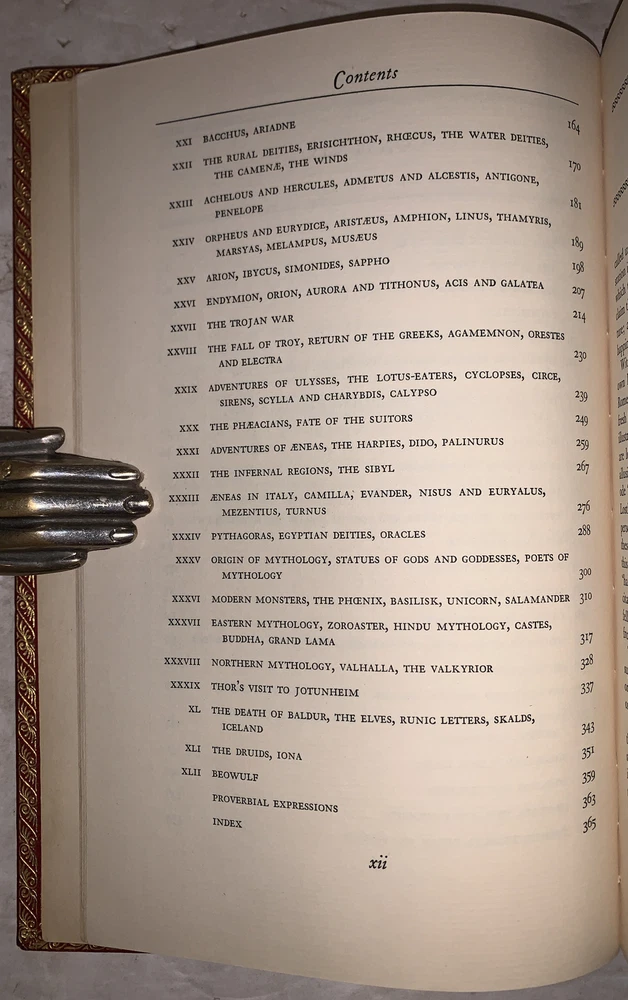 Contents
XXI BACCHUS, ARIADNE 164
XXII THE RURAL DEITIES, ERISICHTHON, RHŒCUS, THE WATER DEITIES,
THE CAMENÆ, THE WINDS 170
XXIII ACHELOUS AND HERCULES, ADMETUS AND ALCESTIS, ANTIGONE,
PENELOPE 181
XXIV ORPHEUS AND EURYDICE, ARISTÆUS, AMPHION, LINUS, THAMYRIS,
MARSYAS, MELAMPUS, MUSÆUS 189
XXV ARION, IBYCUS, SIMONIDES, SAPPHO 198
XXVI ENDYMION, ORION, AURORA AND TITHONUS, ACIS AND GALATEA 207
XXVII THE TROJAN WAR 214
XXVIII THE FALL OF TROY, RETURN OF THE GREEKS, AGAMEMNON, ORESTES
AND ELECTRA 230
XXIX ADVENTURES OF ULYSSES, THE LOTUS-EATERS, CYCLOPSES, CIRCE,
SIRENS, SCYLLA AND CHARYBDIS, CALYPSO 239
XXX THE PHÆACIANS, FATE OF THE SUITORS 249
XXXI ADVENTURES OF ÆNEAS, THE HARPIES, DIDO, PALINURUS 259
XXXII THE INFERNAL REGIONS, THE SIBYL 267
XXXIII ÆNEAS IN ITALY, CAMILLA, EVANDER, NISUS AND EURYALUS,
MEZENTIUS, TURNUS 276
XXXIV PYTHAGORAS, EGYPTIAN DEITIES, ORACLES 288
XXXV ORIGIN OF MYTHOLOGY, STATUES OF GODS AND GODDESSES, POETS OF
MYTHOLOGY 300
XXXVI MODERN MONSTERS, THE PHŒNIX, BASILISK, UNICORN, SALAMANDER 310
XXXVII EASTERN MYTHOLOGY, ZOROASTER, HINDU MYTHOLOGY, CASTES,
BUDDHA, GRAND LAMA 317
XXXVIII NORTHERN MYTHOLOGY, VALHALLA, THE VALKYRIOR 328
XXXIX THOR'S VISIT TO JOTUNHEIM 337
XL THE DEATH OF BALDUR, THE ELVES, RUNIC LETTERS, SKALDS,
ICELAND 343
XLI THE DRUIDS, IONA 351
XLII BEOWULF 359
PROVERBIAL EXPRESSIONS 363
INDEX 365
xii